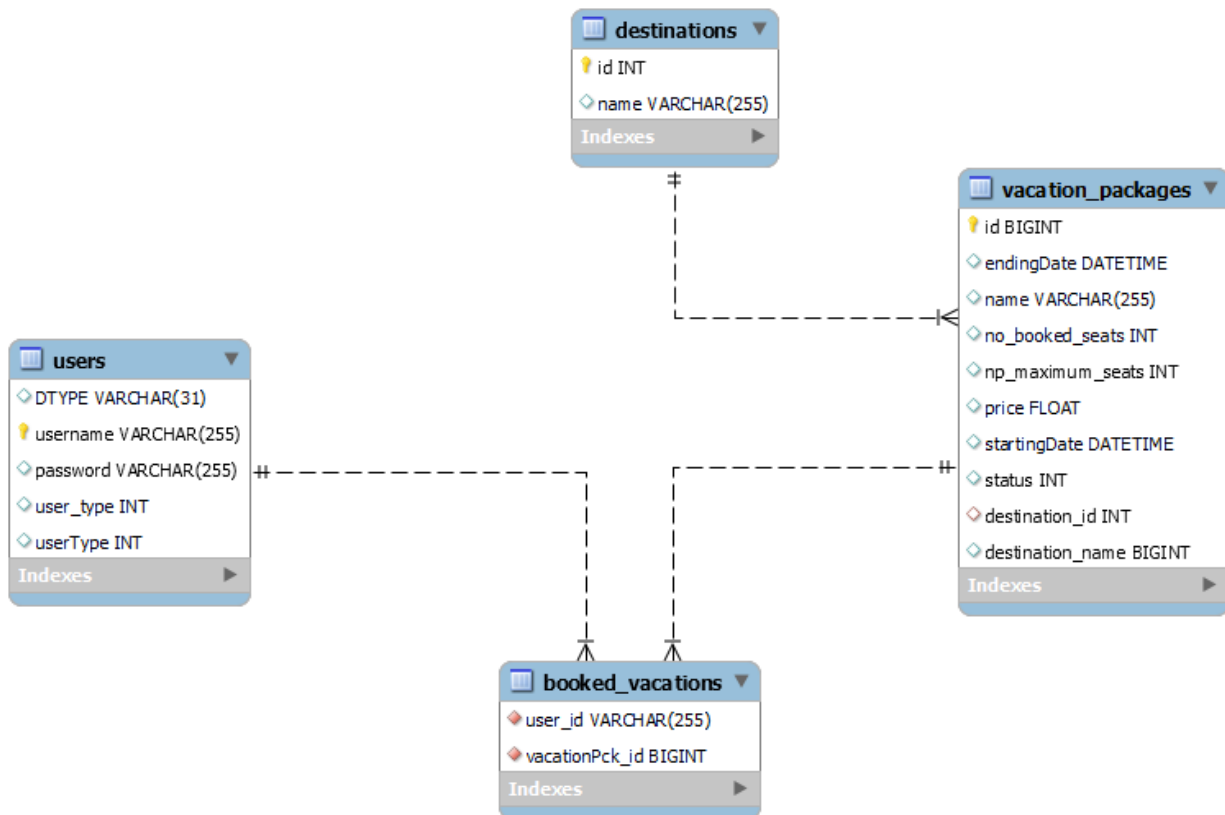 destinations
id INT
name VARCHAR(255)
Indexes
vacation_packages
id BIGINT
endingDate DATETIME
name VARCHAR(255)
no_booked_seats INT
np_maximum_seats INT
price FLOAT
startingDate DATETIME
status INT
destination_id INT
destination_name BIGINT
Indexes
users
DTYPE VARCHAR(31)
username VARCHAR(255)
password VARCHAR(255)
user_type INT
userType INT
Indexes
booked_vacations
user_id VARCHAR(255)
vacationPck_id BIGINT
Indexes